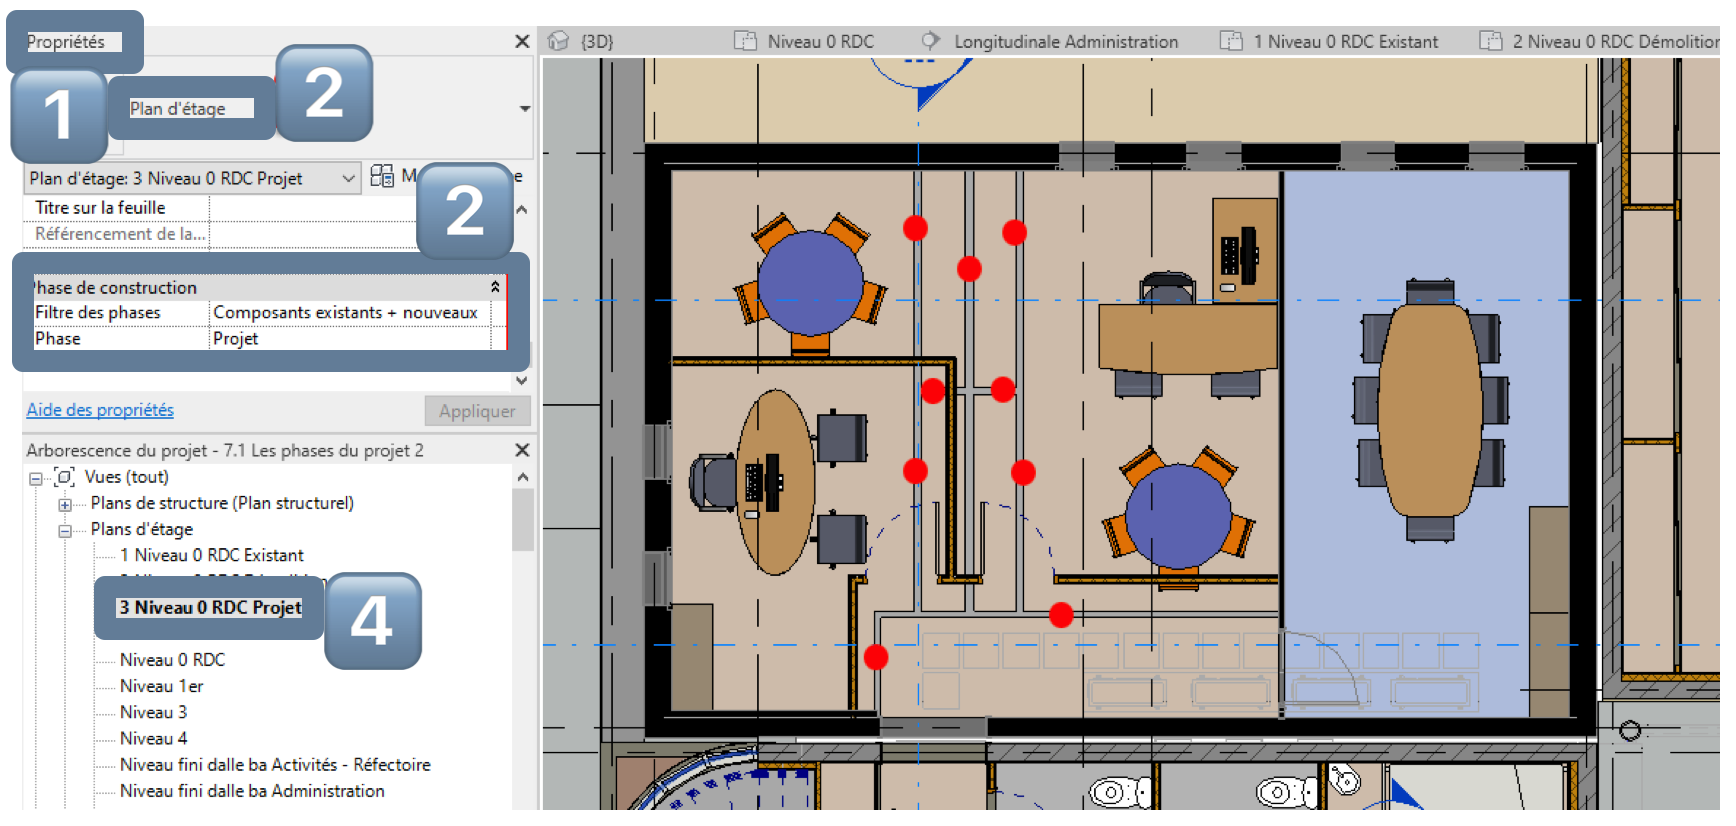 Propriétés
{3D}
Niveau 0 RDC
Longitudinale Administration
1 Niveau 0 RDC Existant
2 Niveau 0 RDC Démolition
1
Plan d'étage
2
Plan d'étage: 3 Niveau 0 RDC Projet
M
e
2
Titre sur la feuille
Référencement de la...
hase de construction
Filtre des phases
Composants existants + nouveaux
Phase
Projet
Aide des propriétés
Appliquer
Arborescence du projet - 7.1 Les phases du projet 2
Vues (tout)
Plans de structure (Plan structurel)
Plans d'étage
1 Niveau 0 RDC Existant
3 Niveau 0 RDC Projet
4
Niveau 0 RDC
Niveau 1er
Niveau 3
Niveau 4
Niveau fini dalle ba Activités - Réfectoire
Niveau fini dalle ba Administration